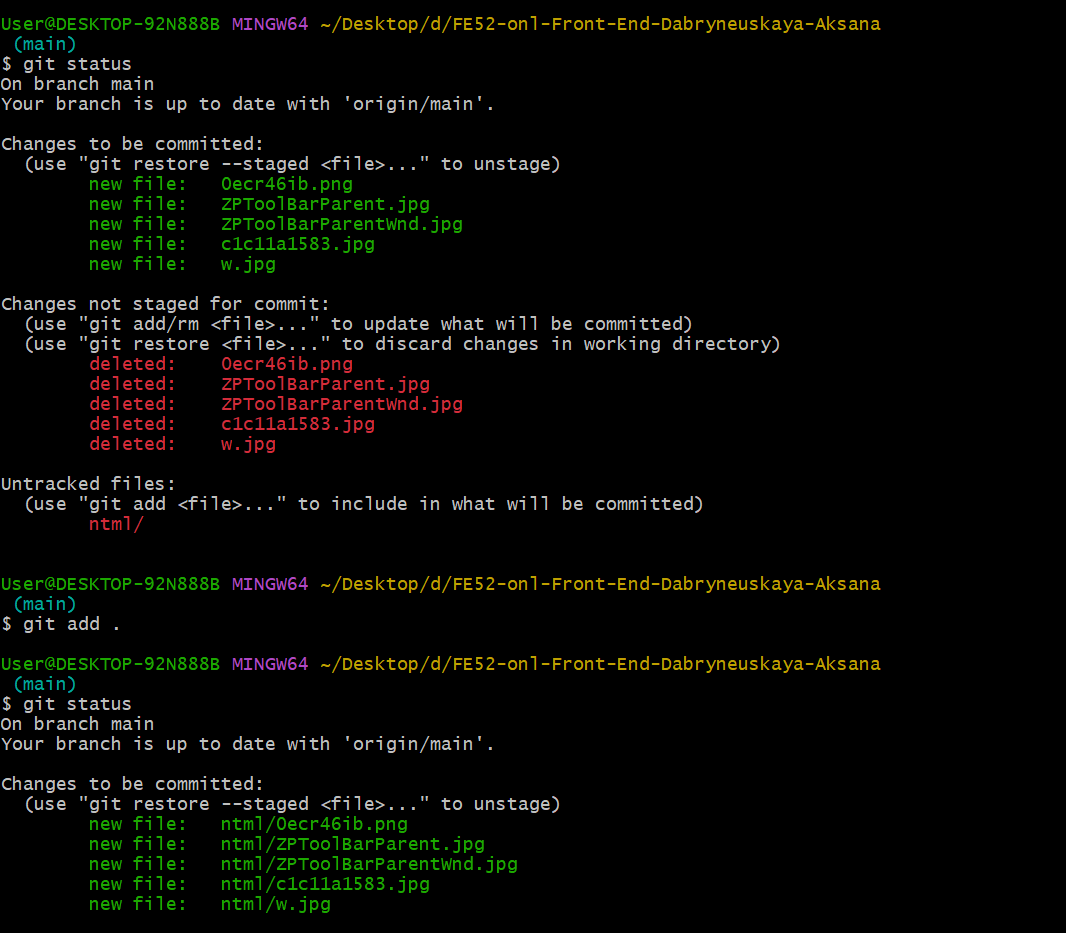 User@DESKTOP-92N888B MINGW64 ~/Desktop/d/FE52-onl-Front-End-Dabryneuskaya-Aksana
(main)
$ git status
On branch main
Your branch is up to date with 'origin/main'.
Changes to be committed:
(use "git restore --staged <file>..." to unstage)
new file: Oecr46ib.png
new file: ZPToolBarParent.jpg
new file: ZPToolBarParentWnd.jpg
new file: c1c11a1583.jpg
new file: w.jpg
Changes not staged for commit:
(use "git add/rm <file>..." to update what will be committed)
(use "git restore <file>..." to discard changes in working directory)
deleted: Oecr46ib.png
deleted: ZPToolBarParent.jpg
deleted: ZPToolBarParentWnd.jpg
deleted: c1c11a1583.jpg
deleted: w.jpg
Untracked files:
(use "git add <file>..." to include in what will be committed)
ntml/
User@DESKTOP-92N888B MINGW64 ~/Desktop/d/FE52-onl-Front-End-Dabryneuskaya-Aksana
(main)
$ git add .
User@DESKTOP-92N888B MINGW64 ~/Desktop/d/FE52-onl-Front-End-Dabryneuskaya-Aksana
(main)
$ git status
On branch main
Your branch is up to date with 'origin/main'.
Changes to be committed:
(use "git restore --staged <file>..." to unstage)
new file: ntml/Oecr46ib.png
new file: ntml/ZPToolBarParent.jpg
new file: ntml/ZPToolBarParentWnd.jpg
new file: ntml/c1c11a1583.jpg
new file: ntml/w.jpg